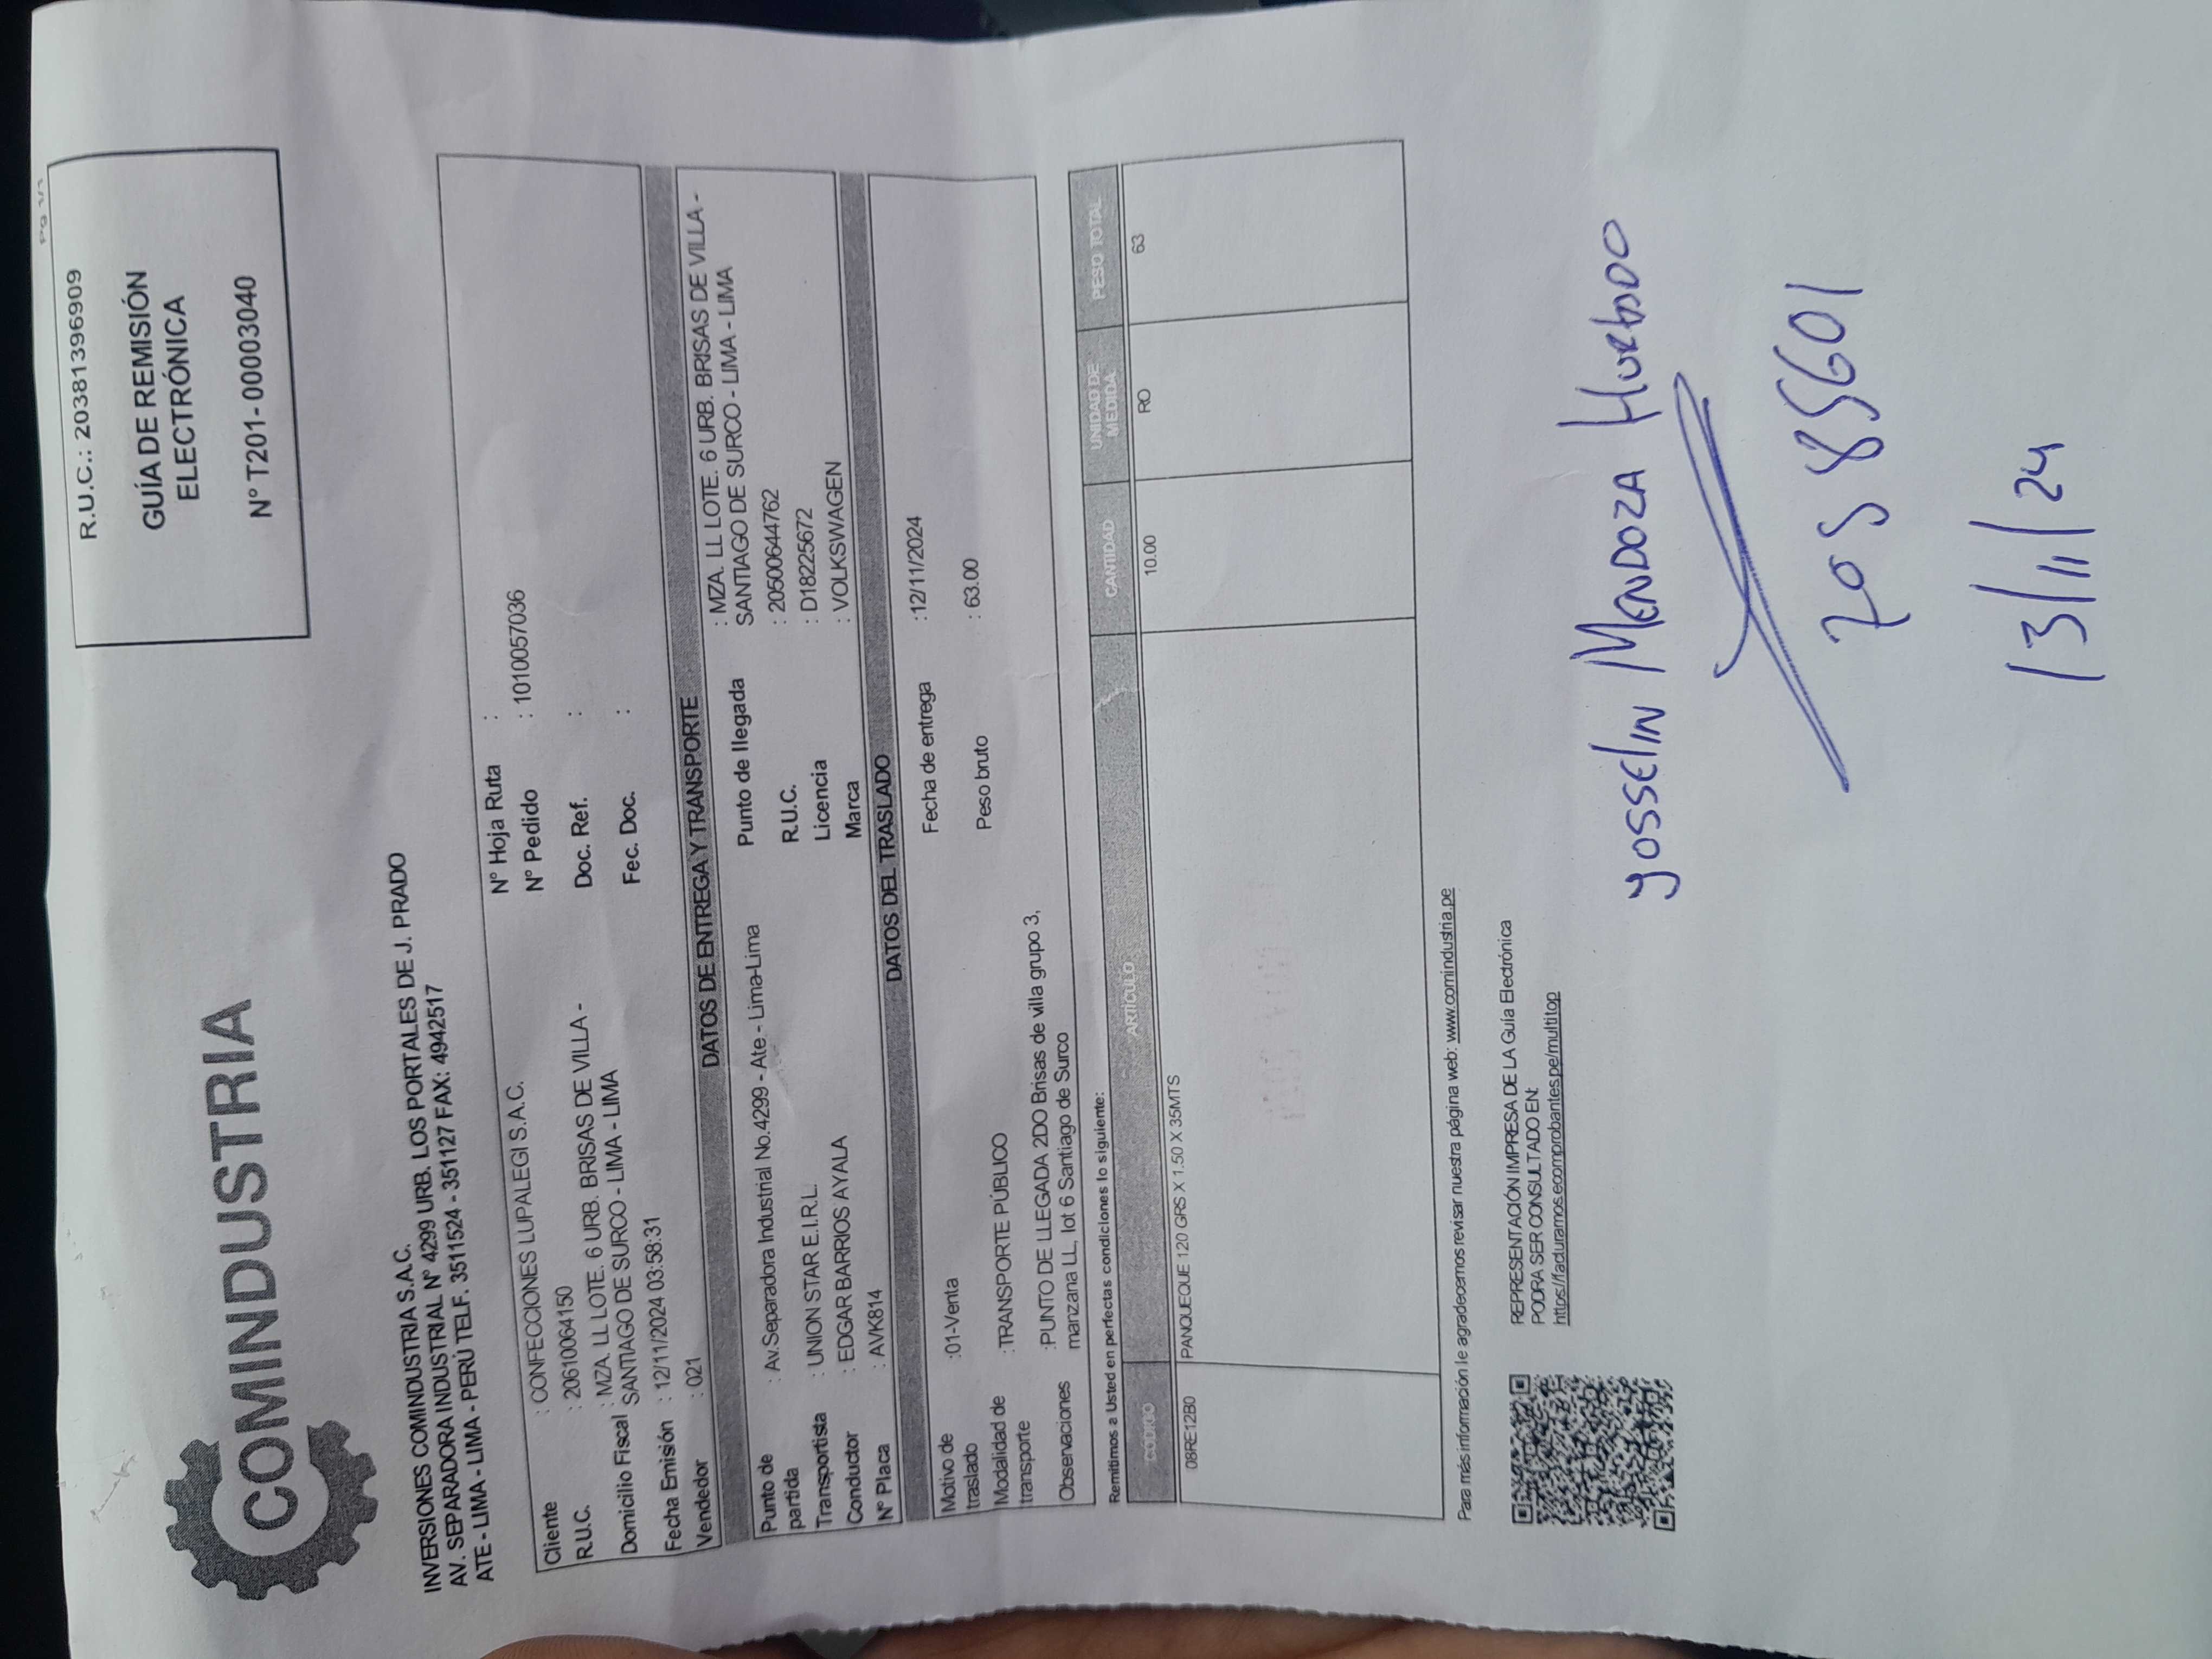 Pg 1/1
R.U.C.: 20381396909
GUÍA DE REMISIÓN
ELECTRÓNICA
N° T201- 00003040
COMINDUSTRIA
INVERSIONES COMINDUSTRIA S.A.C.
AV. SEPARADORA INDUSTRIAL N° 4299 URB. LOS PORTALES DE J. PRADO
ATE - LIMA - LIMA - PERÚ TELF. 3511524 - 351127 FAX: 4942517
Cliente : CONFECCIONES LUPALEGI S.A.C.
R.U.C. : 20610064150
Domicilio Fiscal : MZA. LL LOTE. 6 URB. BRISAS DE VILLA -
SANTIAGO DE SURCO - LIMA - LIMA
Fecha Emisión : 12/11/2024 03:58:31
Vendedor : 021
N° Hoja Ruta :
N° Pedido : 1010057036
Doc. Ref. :
Fec. Doc. :
DATOS DE ENTREGA Y TRANSPORTE
Punto de partida : Av.Separadora Industrial No.4299 - Ate. - Lima-Lima
Transportista : UNION STAR E.I.R.L.
Conductor : EDGAR BARRIOS AYALA
N° Placa : AVK814
Punto de llegada : MZA. LL LOTE. 6 URB. BRISAS DE VILLA -
SANTIAGO DE SURCO - LIMA - LIMA
R.U.C. : 20500644762
Licencia : D18225672
Marca : VOLKSWAGEN
DATOS DEL TRASLADO
Motivo de traslado :01-Venta
Modalidad de transporte :TRANSPORTE PÚBLICO
Observaciones :PUNTO DE LLEGADA 2DO Brisas de villa grupo 3,
manzana LL, lot 6 Santiago de Surco
Fecha de entrega :12/11/2024
Peso bruto : 63.00
Remitimos a Usted en perfectas condiciones lo siguiente:
CODIGO ARTÍCULO CANTIDAD UNIDAD DE MEDIDA PESO TOTAL
08RE12B0 PANQUEQUE 120 GRS X 1.50 X 35MTS 10.00 RO 63
Para más información le agradecemos revisar nuestra página web: www.comindustria.pe
REPRESENTACIÓN IMPRESA DE LA Guía Electrónica
PODRA SER CONSULTADO EN:
https://facturamos.ecomprobantes.pe/multitop
yosselin MENDOZA HURtADO
70585601
13/11/24